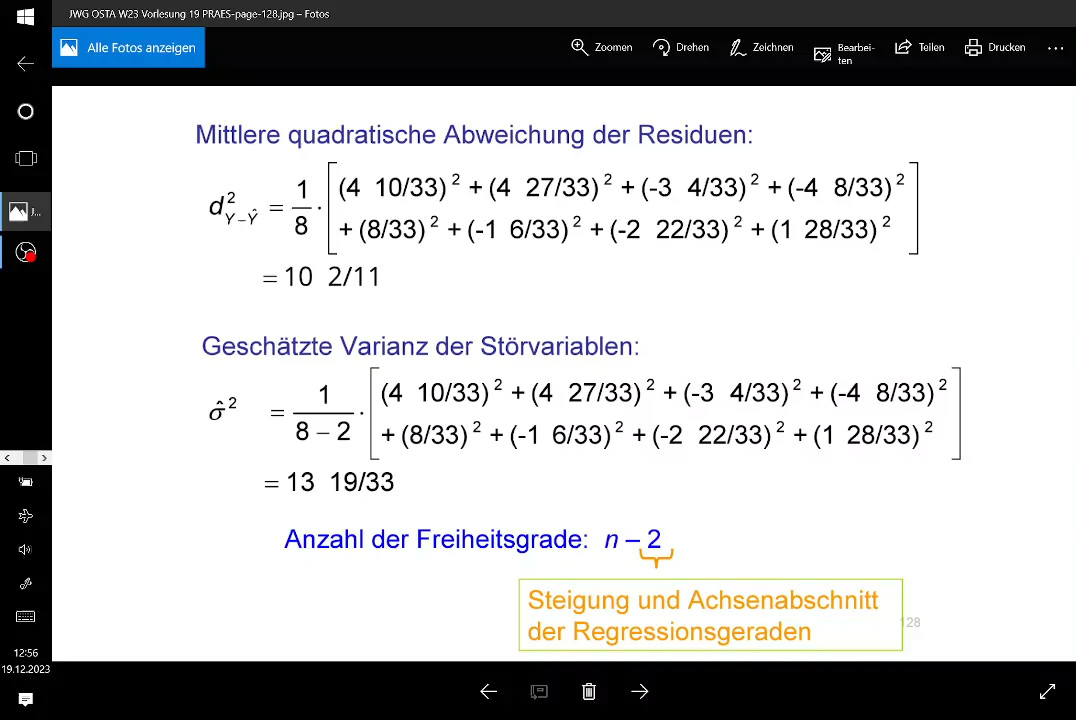 JWG OSTA W23 Vorlesung 19 PRAES-page-128.jpg – Fotos
Alle Fotos anzeigen
Zoomen
Drehen
Zeichnen
Bearbei-
ten
Teilen
Drucken
J...
Mittlere quadratische Abweichung der Residuen:
d²_{Y−Ŷ} = 1/8 · [(4 10/33)² + (4 27/33)² + (-3 4/33)² + (-4 8/33)²
+ (8/33)² + (-1 6/33)² + (-2 22/33)² + (1 28/33)²]
= 10 2/11
Geschätzte Varianz der Störvariablen:
σ̂² = 1/(8 − 2) · [(4 10/33)² + (4 27/33)² + (-3 4/33)² + (-4 8/33)²
+ (8/33)² + (-1 6/33)² + (-2 22/33)² + (1 28/33)²]
= 13 19/33
Anzahl der Freiheitsgrade: n – 2
Steigung und Achsenabschnitt
der Regressionsgeraden
128
12:56
19.12.2023